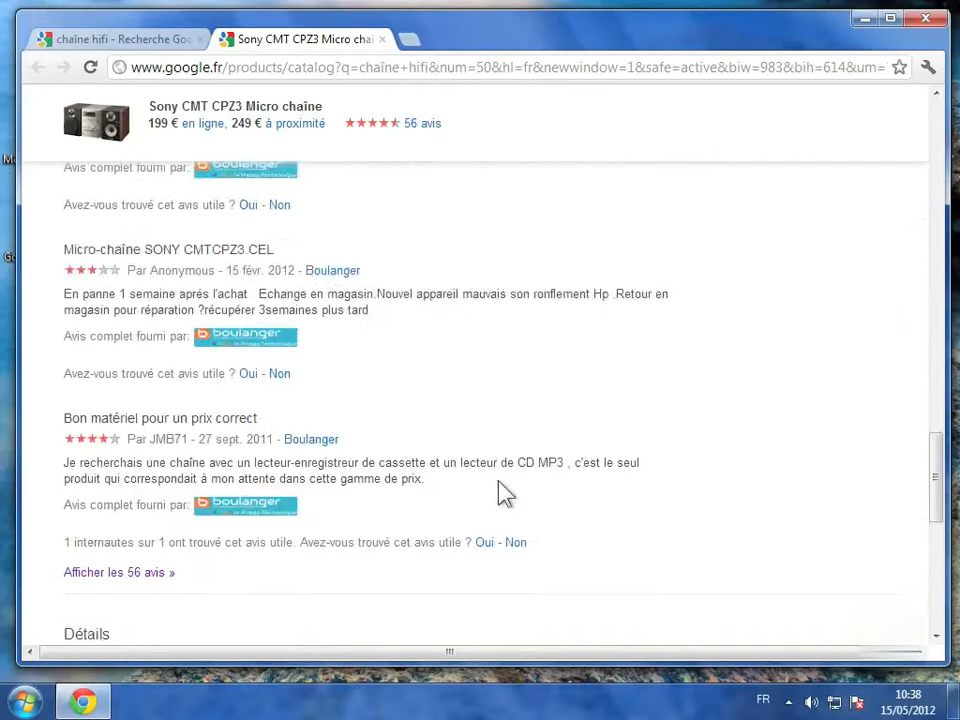 chaîne hifi - Recherche Goo
Sony CMT CPZ3 Micro chaî
www.google.fr/products/catalog?q=chaîne+hifi&num=50&hl=fr&newwindow=1&safe=active&biw=983&bih=614&um=
Sony CMT CPZ3 Micro chaîne
199 € en ligne, 249 € à proximité 56 avis
Avis complet fourni par: boulanger
Avez-vous trouvé cet avis utile ? Oui - Non
Micro-chaîne SONY CMTCPZ3.CEL
Par Anonymous - 15 févr. 2012 - Boulanger
En panne 1 semaine aprés l'achat Echange en magasin.Nouvel appareil mauvais son ronflement Hp .Retour en
magasin pour réparation ?récupérer 3semaines plus tard
Avis complet fourni par: boulanger
Avez-vous trouvé cet avis utile ? Oui - Non
Bon matériel pour un prix correct
Par JMB71 - 27 sept. 2011 - Boulanger
Je recherchais une chaîne avec un lecteur-enregistreur de cassette et un lecteur de CD MP3 , c'est le seul
produit qui correspondait à mon attente dans cette gamme de prix.
Avis complet fourni par: boulanger
1 internautes sur 1 ont trouvé cet avis utile. Avez-vous trouvé cet avis utile ? Oui - Non
Afficher les 56 avis »
Détails
FR
10:38
15/05/2012